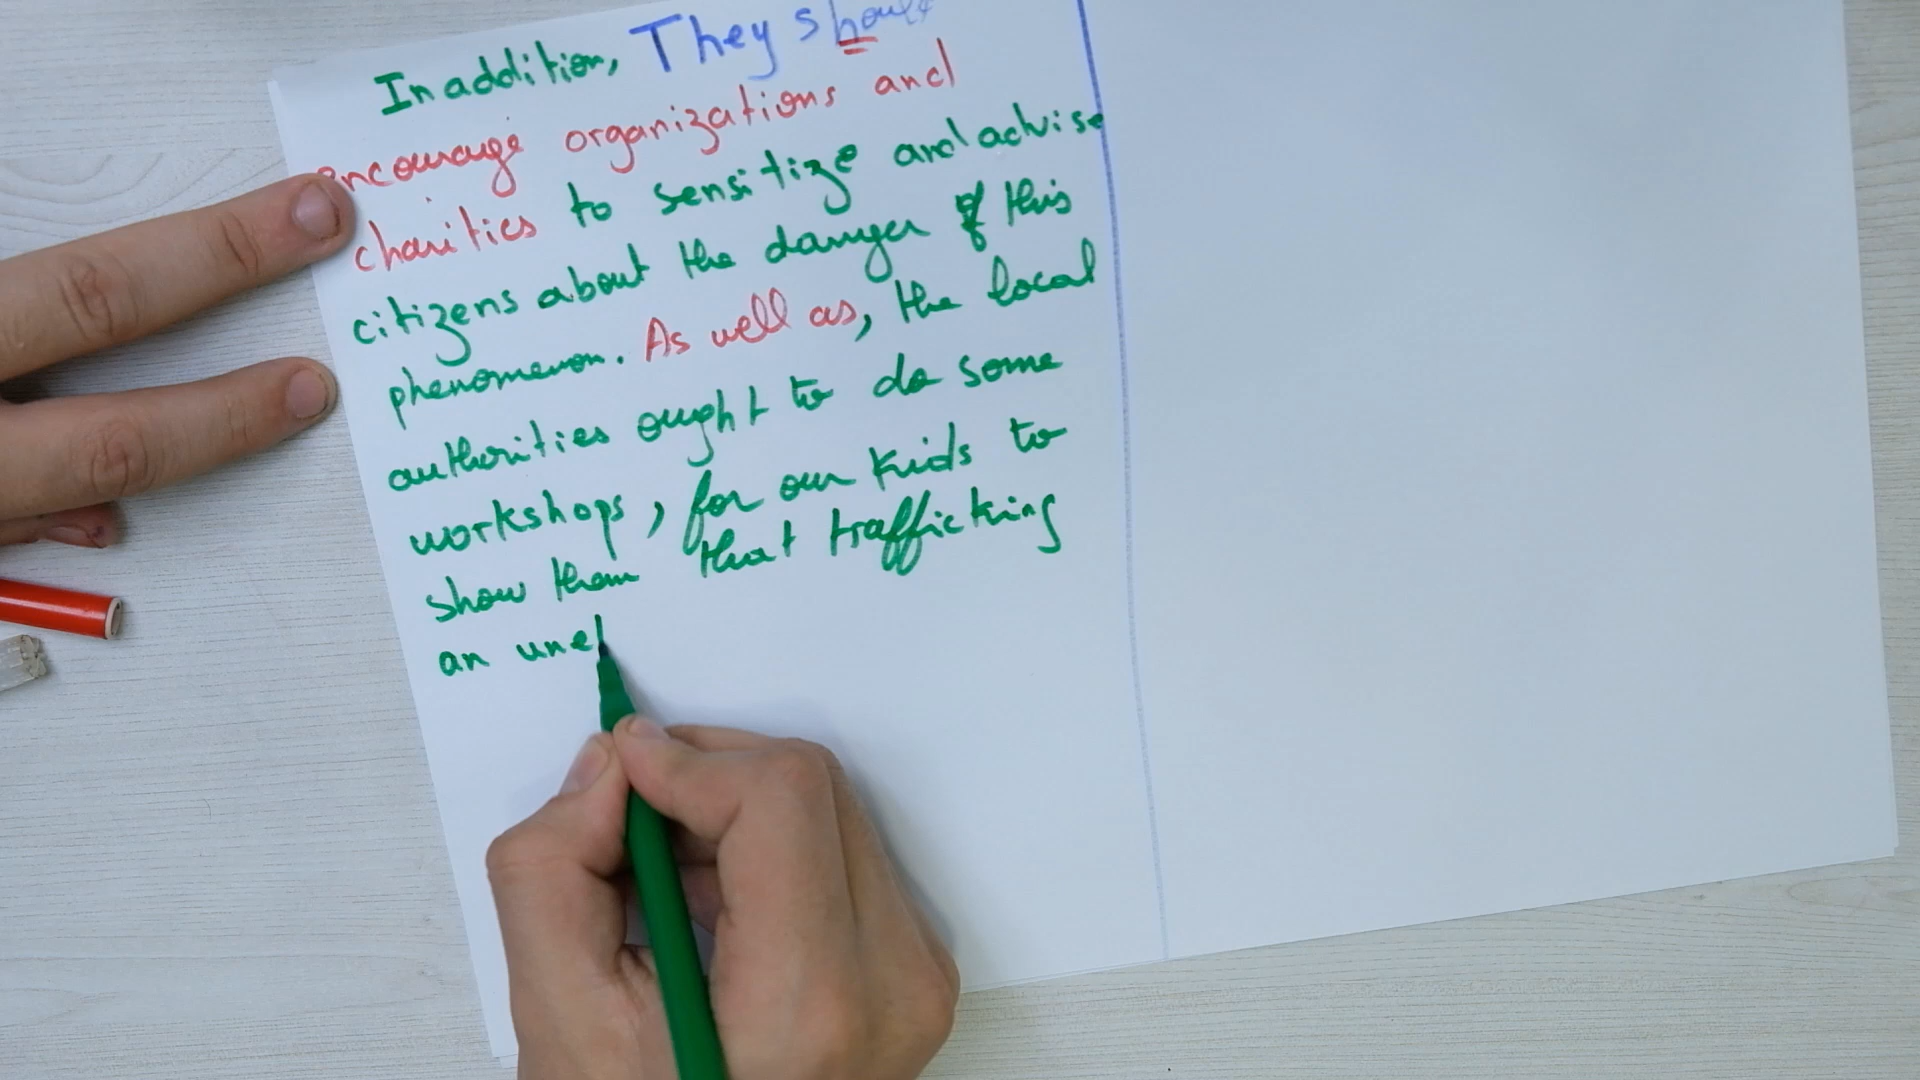 In addition, They should
encourage organizations and
charities to sensitize and advise
citizens about the danger of this
phenomenon. As well as, the local
authorities ought to do some
workshops, for our kids to
show them that trafficking
an unet